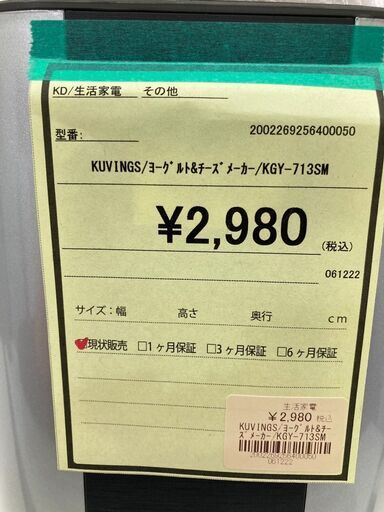 KD/生活家電 その他
型番: 2002269256400050
KUVINGS/ﾖｰｸﾞﾙﾄ&ﾁｰｽﾞﾒｰｶｰ/KGY-713SM
¥2,980 (税込)
061222
サイズ：幅 高さ 奥行 cm
現状販売 □1ヶ月保証 □3ヶ月保証 □6ヶ月保証
生活家電
¥2,980 税込
KUVINGS/ﾖｰｸﾞﾙﾄ&ﾁｰ
ｽﾞﾒｰｶｰ/KGY-713SM
2002269256400050
061222